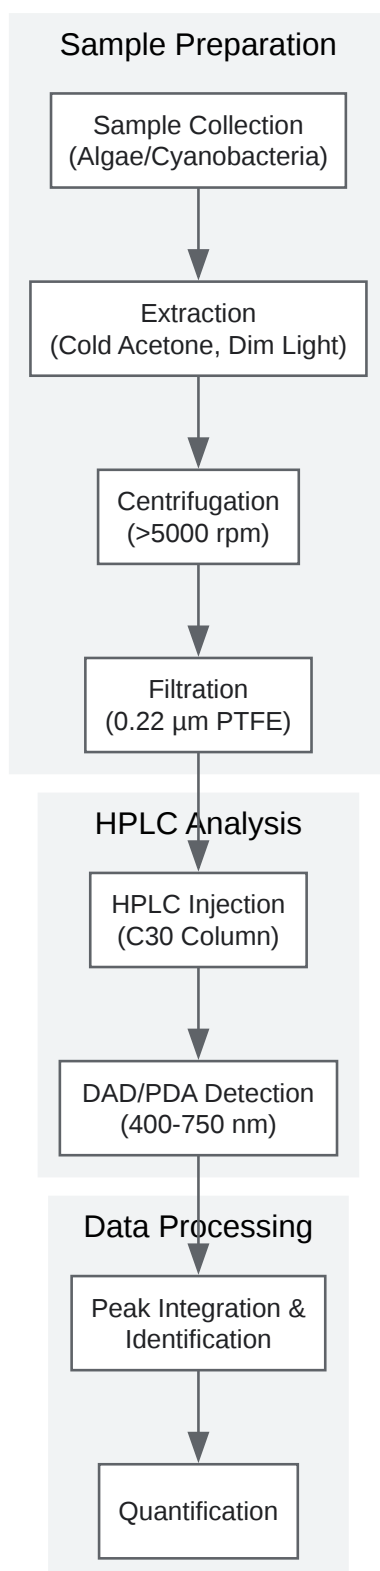 Sample Preparation
Sample Collection
(Algae/Cyanobacteria)
Extraction
(Cold Acetone, Dim Light)
Centrifugation
(>5000 rpm)
Filtration
(0.22 µm PTFE)
HPLC Analysis
HPLC Injection
(C30 Column)
DAD/PDA Detection
(400-750 nm)
Data Processing
Peak Integration &
Identification
Quantification